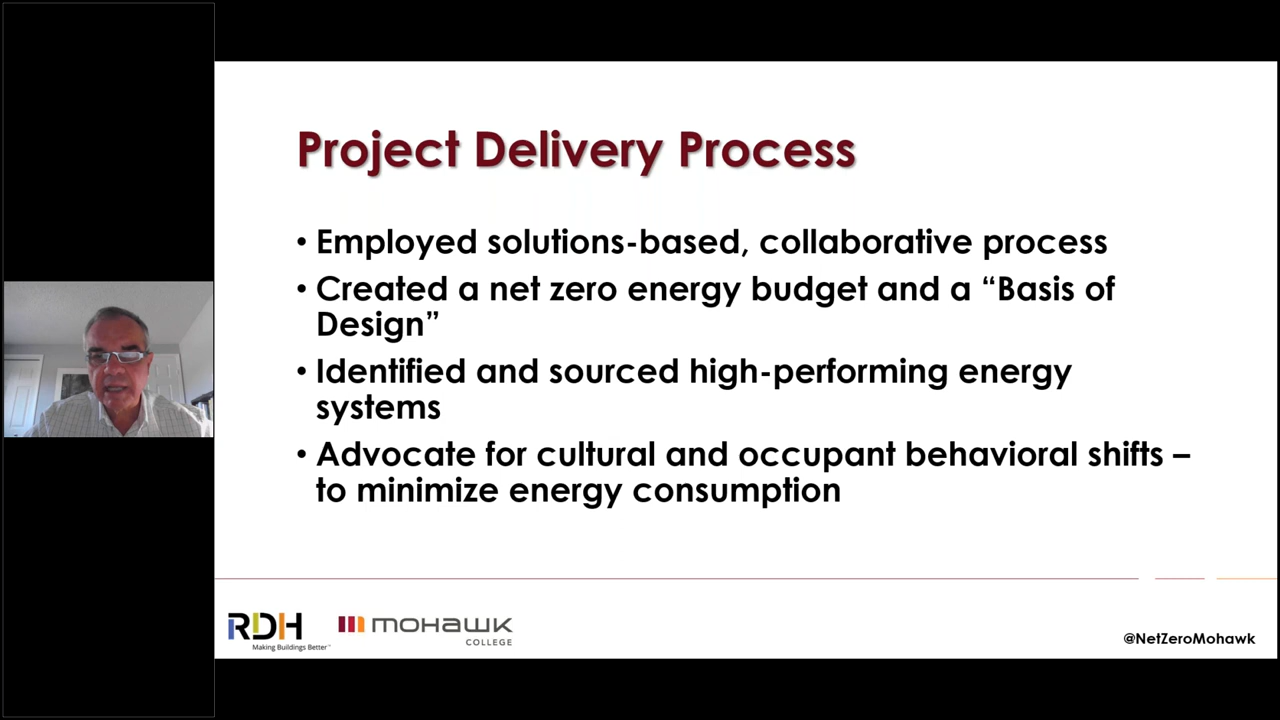 Project Delivery Process
• Employed solutions-based, collaborative process
• Created a net zero energy budget and a “Basis of
Design”
• Identified and sourced high-performing energy
systems
• Advocate for cultural and occupant behavioral shifts –
to minimize energy consumption
RDH
Making Buildings Better™
mohawk
COLLEGE
@NetZeroMohawk